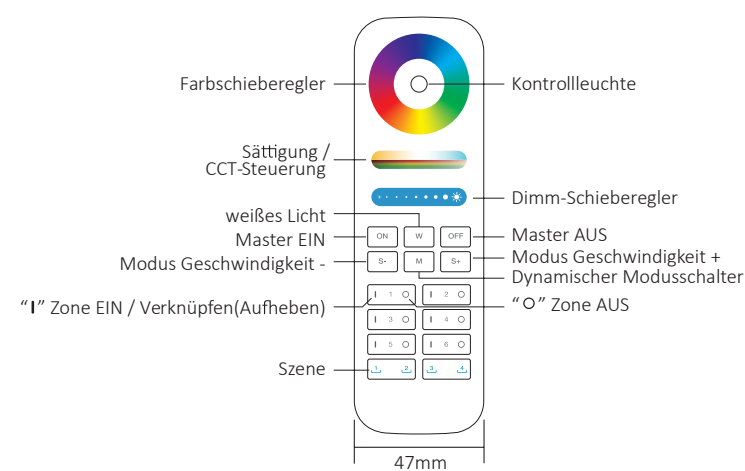 Farbschieberegler
Kontrollleuchte
Sättigung /
CCT-Steuerung
Dimm-Schieberegler
weißes Licht
Master EIN
ON
W
OFF
Master AUS
Modus Geschwindigkeit -
S-
M
S+
Modus Geschwindigkeit +
Dynamischer Modusschalter
"I" Zone EIN / Verknüpfen(Aufheben)
I 1 O
I 2 O
"O" Zone AUS
I 3 O
I 4 O
I 5 O
I 6 O
Szene
1 2
3 4
47mm